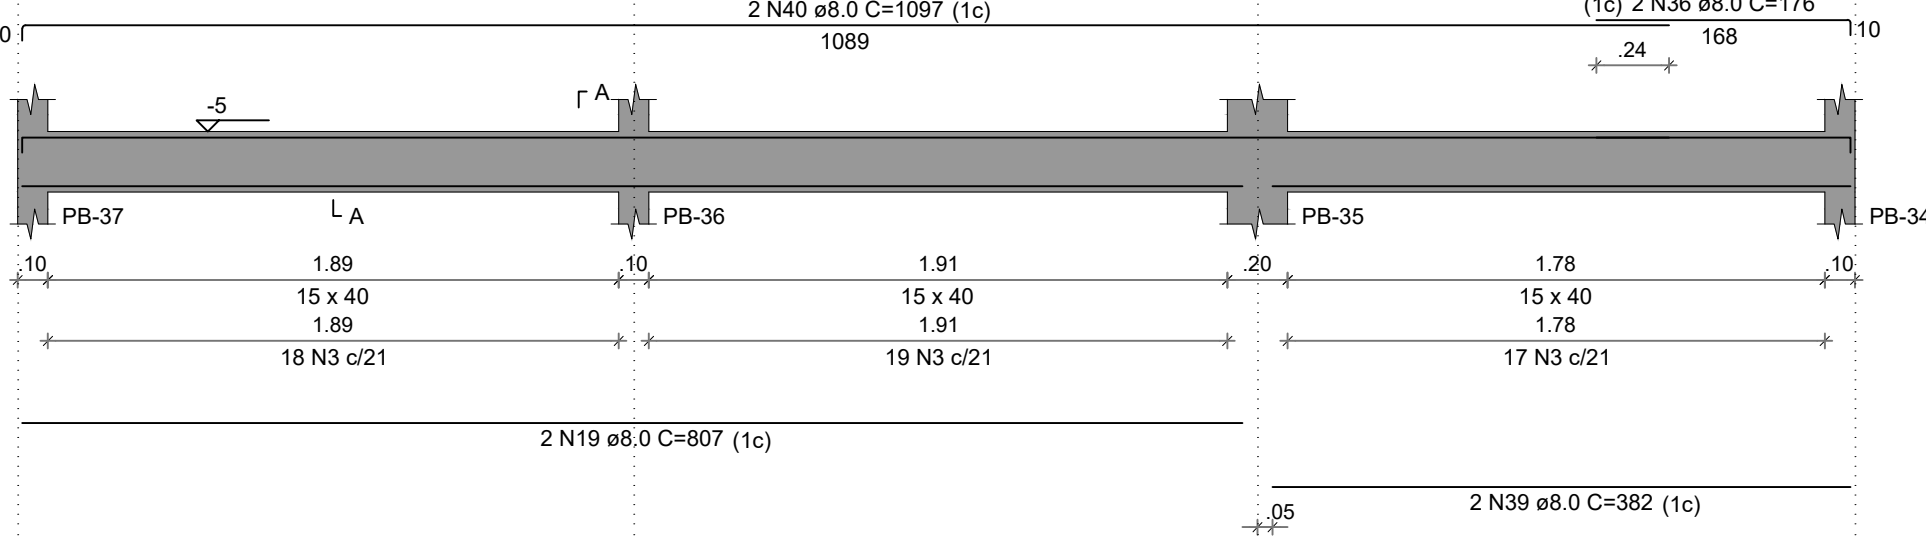 2 N40 ø8.0 C=1097 (1c)
(1c) 2 N36 ø8.0 C=176
0
1089
168
10
.24
A
-5
PB-37
A
PB-36
PB-35
PB-34
.10
1.89
.10
1.91
.20
1.78
.10
15 x 40
15 x 40
15 x 40
1.89
1.91
1.78
18 N3 c/21
19 N3 c/21
17 N3 c/21
2 N19 ø8.0 C=807 (1c)
2 N39 ø8.0 C=382 (1c)
.05